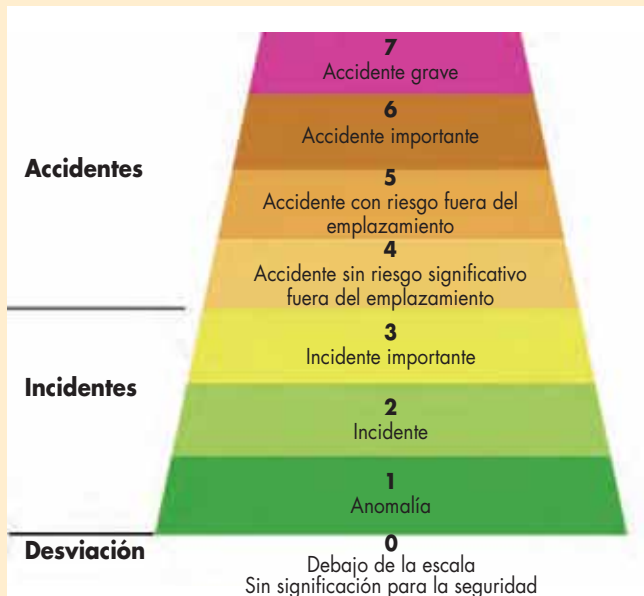 7
Accidente grave
6
Accidente importante
Accidentes
5
Accidente con riesgo fuera del
emplazamiento
4
Accidente sin riesgo significativo
fuera del emplazamiento
3
Incidente importante
Incidentes
2
Incidente
1
Anomalía
Desviación
0
Debajo de la escala
Sin significación para la seguridad